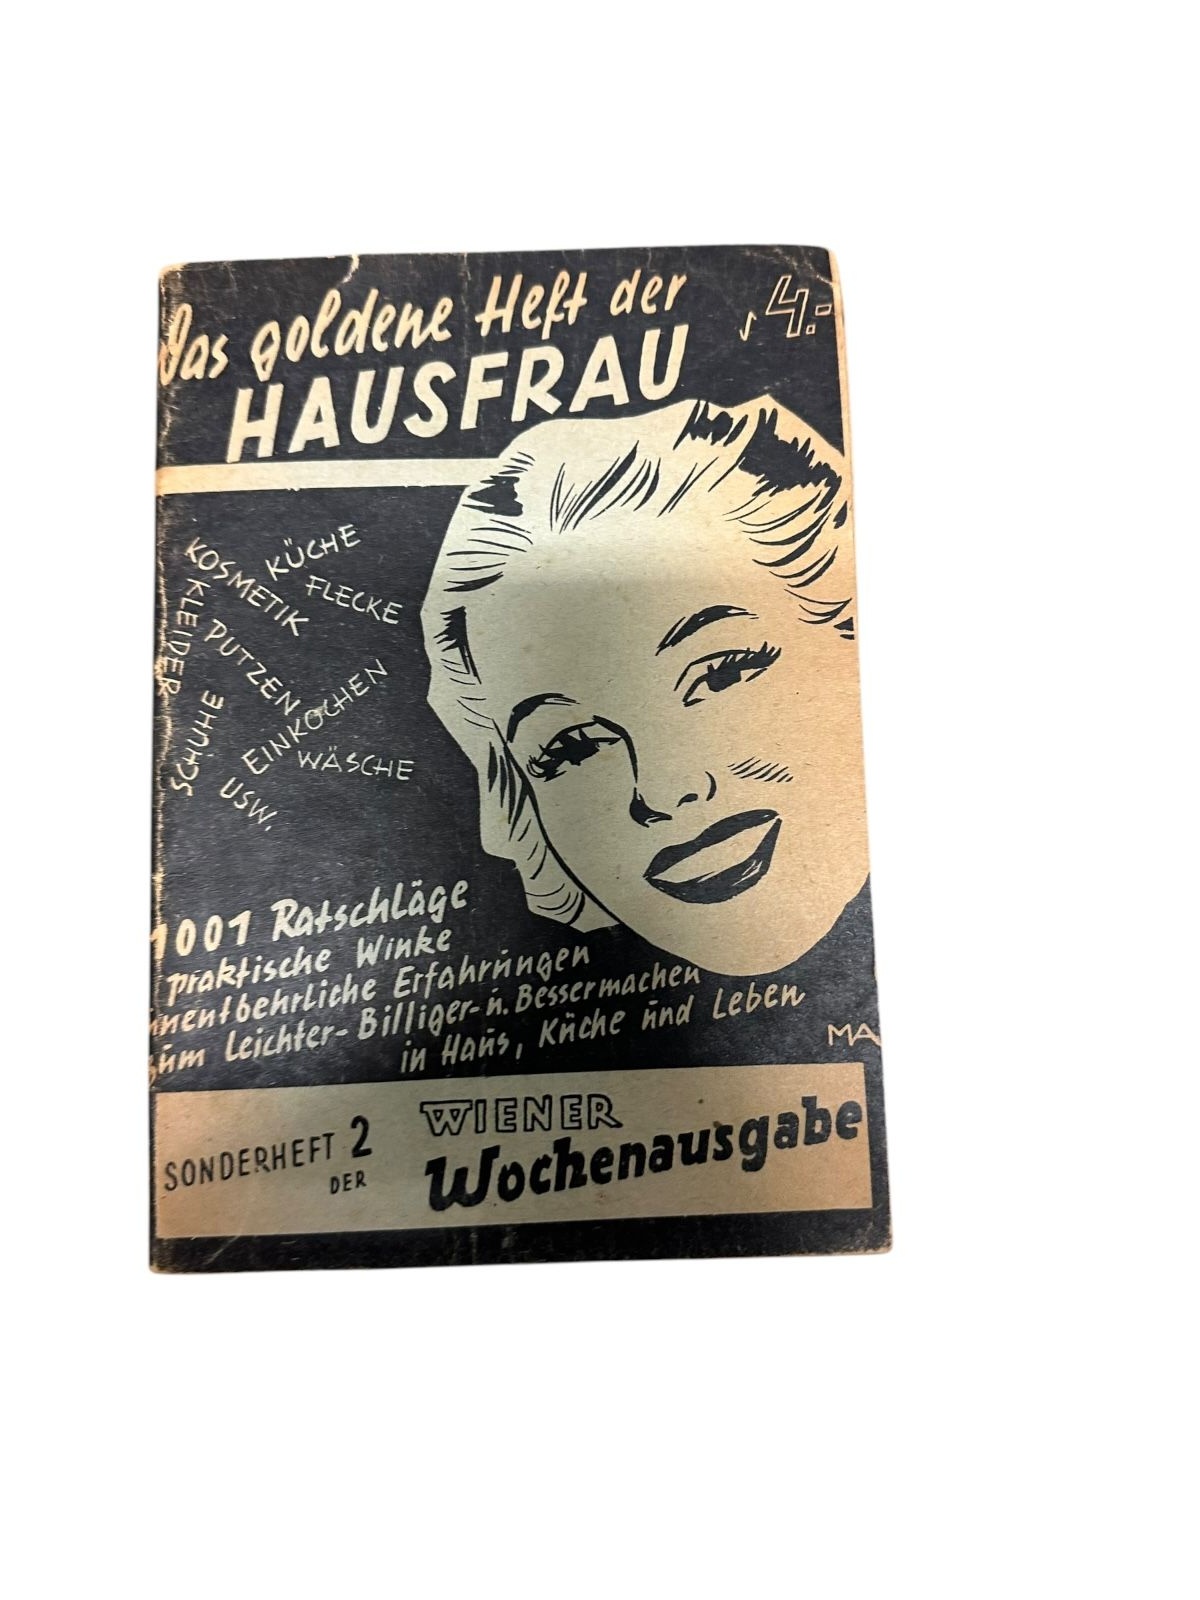 Das goldene Heft der
HAUSFRAU
S 4.-
KÜCHE
KOSMETIK
FLECKE
KLEIDER
PUTZEN
EINKOCHEN
SCHUHE
WÄSCHE
USW.
1001 Ratschläge
praktische Winke
unentbehrliche Erfahrungen
zum Leichter- Billiger- u. Bessermachen
in Haus, Küche und Leben
MA
SONDERHEFT 2
DER
WIENER
Wochenausgabe